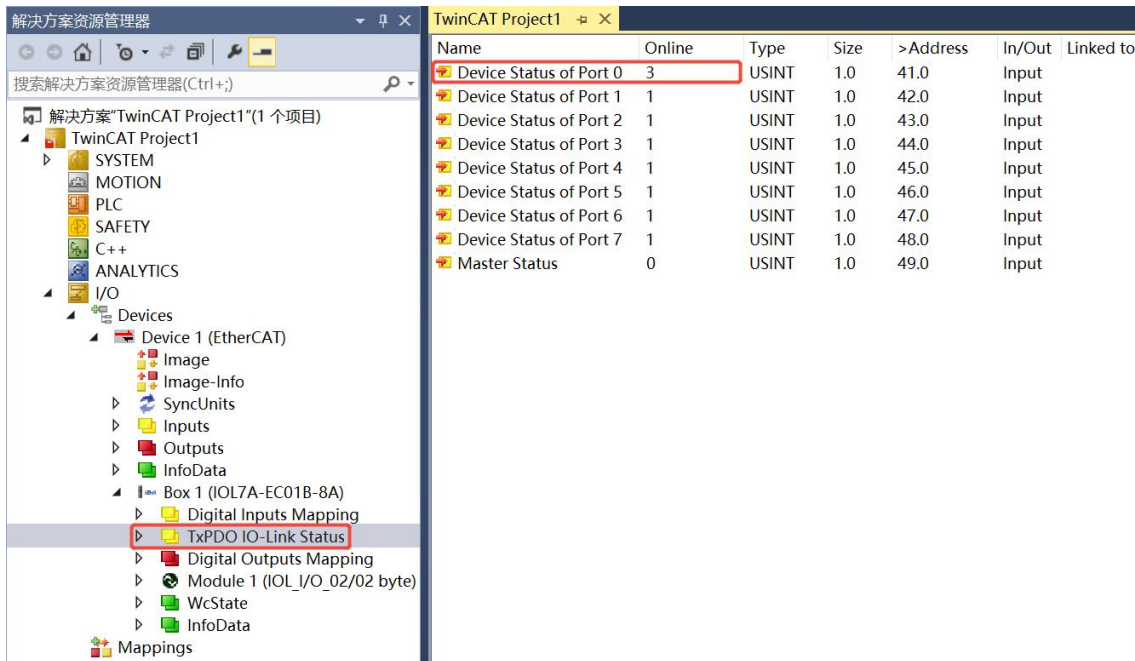 解决方案资源管理器
搜索解决方案资源管理器(Ctrl+;)
解决方案"TwinCAT Project1"(1 个项目)
TwinCAT Project1
SYSTEM
MOTION
PLC
SAFETY
C++
ANALYTICS
I/O
Devices
Device 1 (EtherCAT)
Image
Image-Info
SyncUnits
Inputs
Outputs
InfoData
Box 1 (IOL7A-EC01B-8A)
Digital Inputs Mapping
TxPDO IO-Link Status
Digital Outputs Mapping
Module 1 (IOL_I/O_02/02 byte)
WcState
InfoData
Mappings
TwinCAT Project1
Name Online Type Size >Address In/Out Linked to
Device Status of Port 0 3 USINT 1.0 41.0 Input
Device Status of Port 1 1 USINT 1.0 42.0 Input
Device Status of Port 2 1 USINT 1.0 43.0 Input
Device Status of Port 3 1 USINT 1.0 44.0 Input
Device Status of Port 4 1 USINT 1.0 45.0 Input
Device Status of Port 5 1 USINT 1.0 46.0 Input
Device Status of Port 6 1 USINT 1.0 47.0 Input
Device Status of Port 7 1 USINT 1.0 48.0 Input
Master Status 0 USINT 1.0 49.0 Input